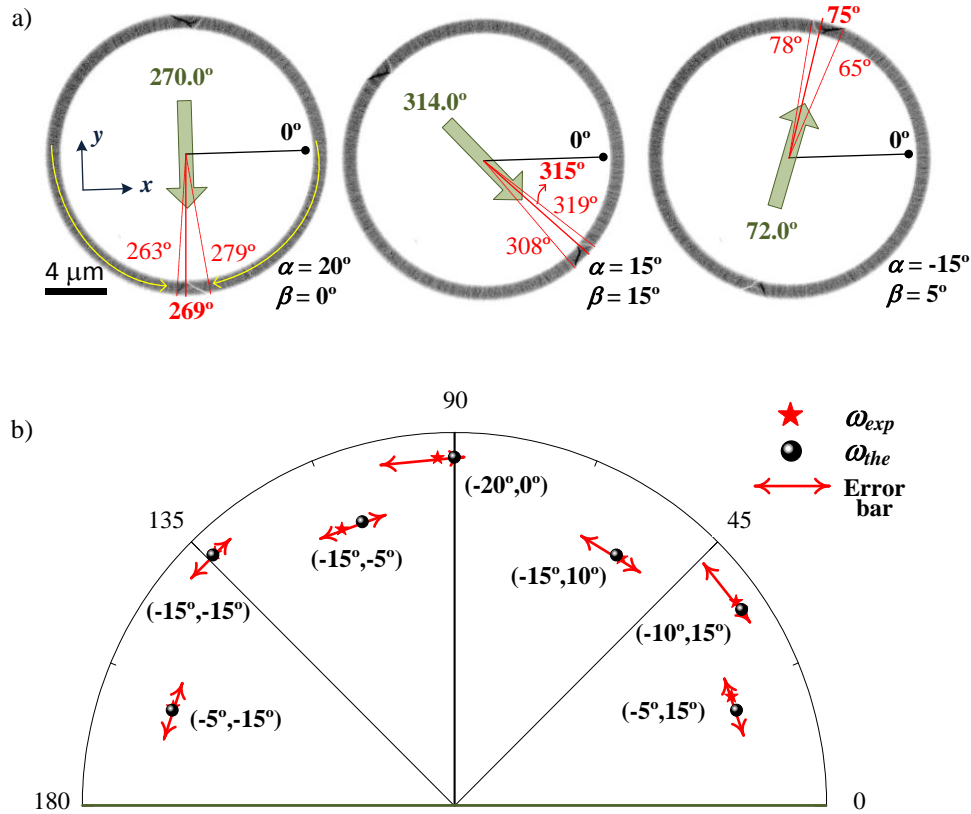 a)
270.0º
0º
y
x
263º
279º
269º
4 µm
α = 20º
β = 0º
314.0º
0º
315º
319º
308º
α = 15º
β = 15º
75º
78º
65º
0º
72.0º
α = -15º
β = 5º
b)
90
135
45
180
0
(-20º,0º)
(-15º,-5º)
(-15º,10º)
(-15º,-15º)
(-10º,15º)
(-5º,-15º)
(-5º,15º)
ωexp
ωthe
Error
bar